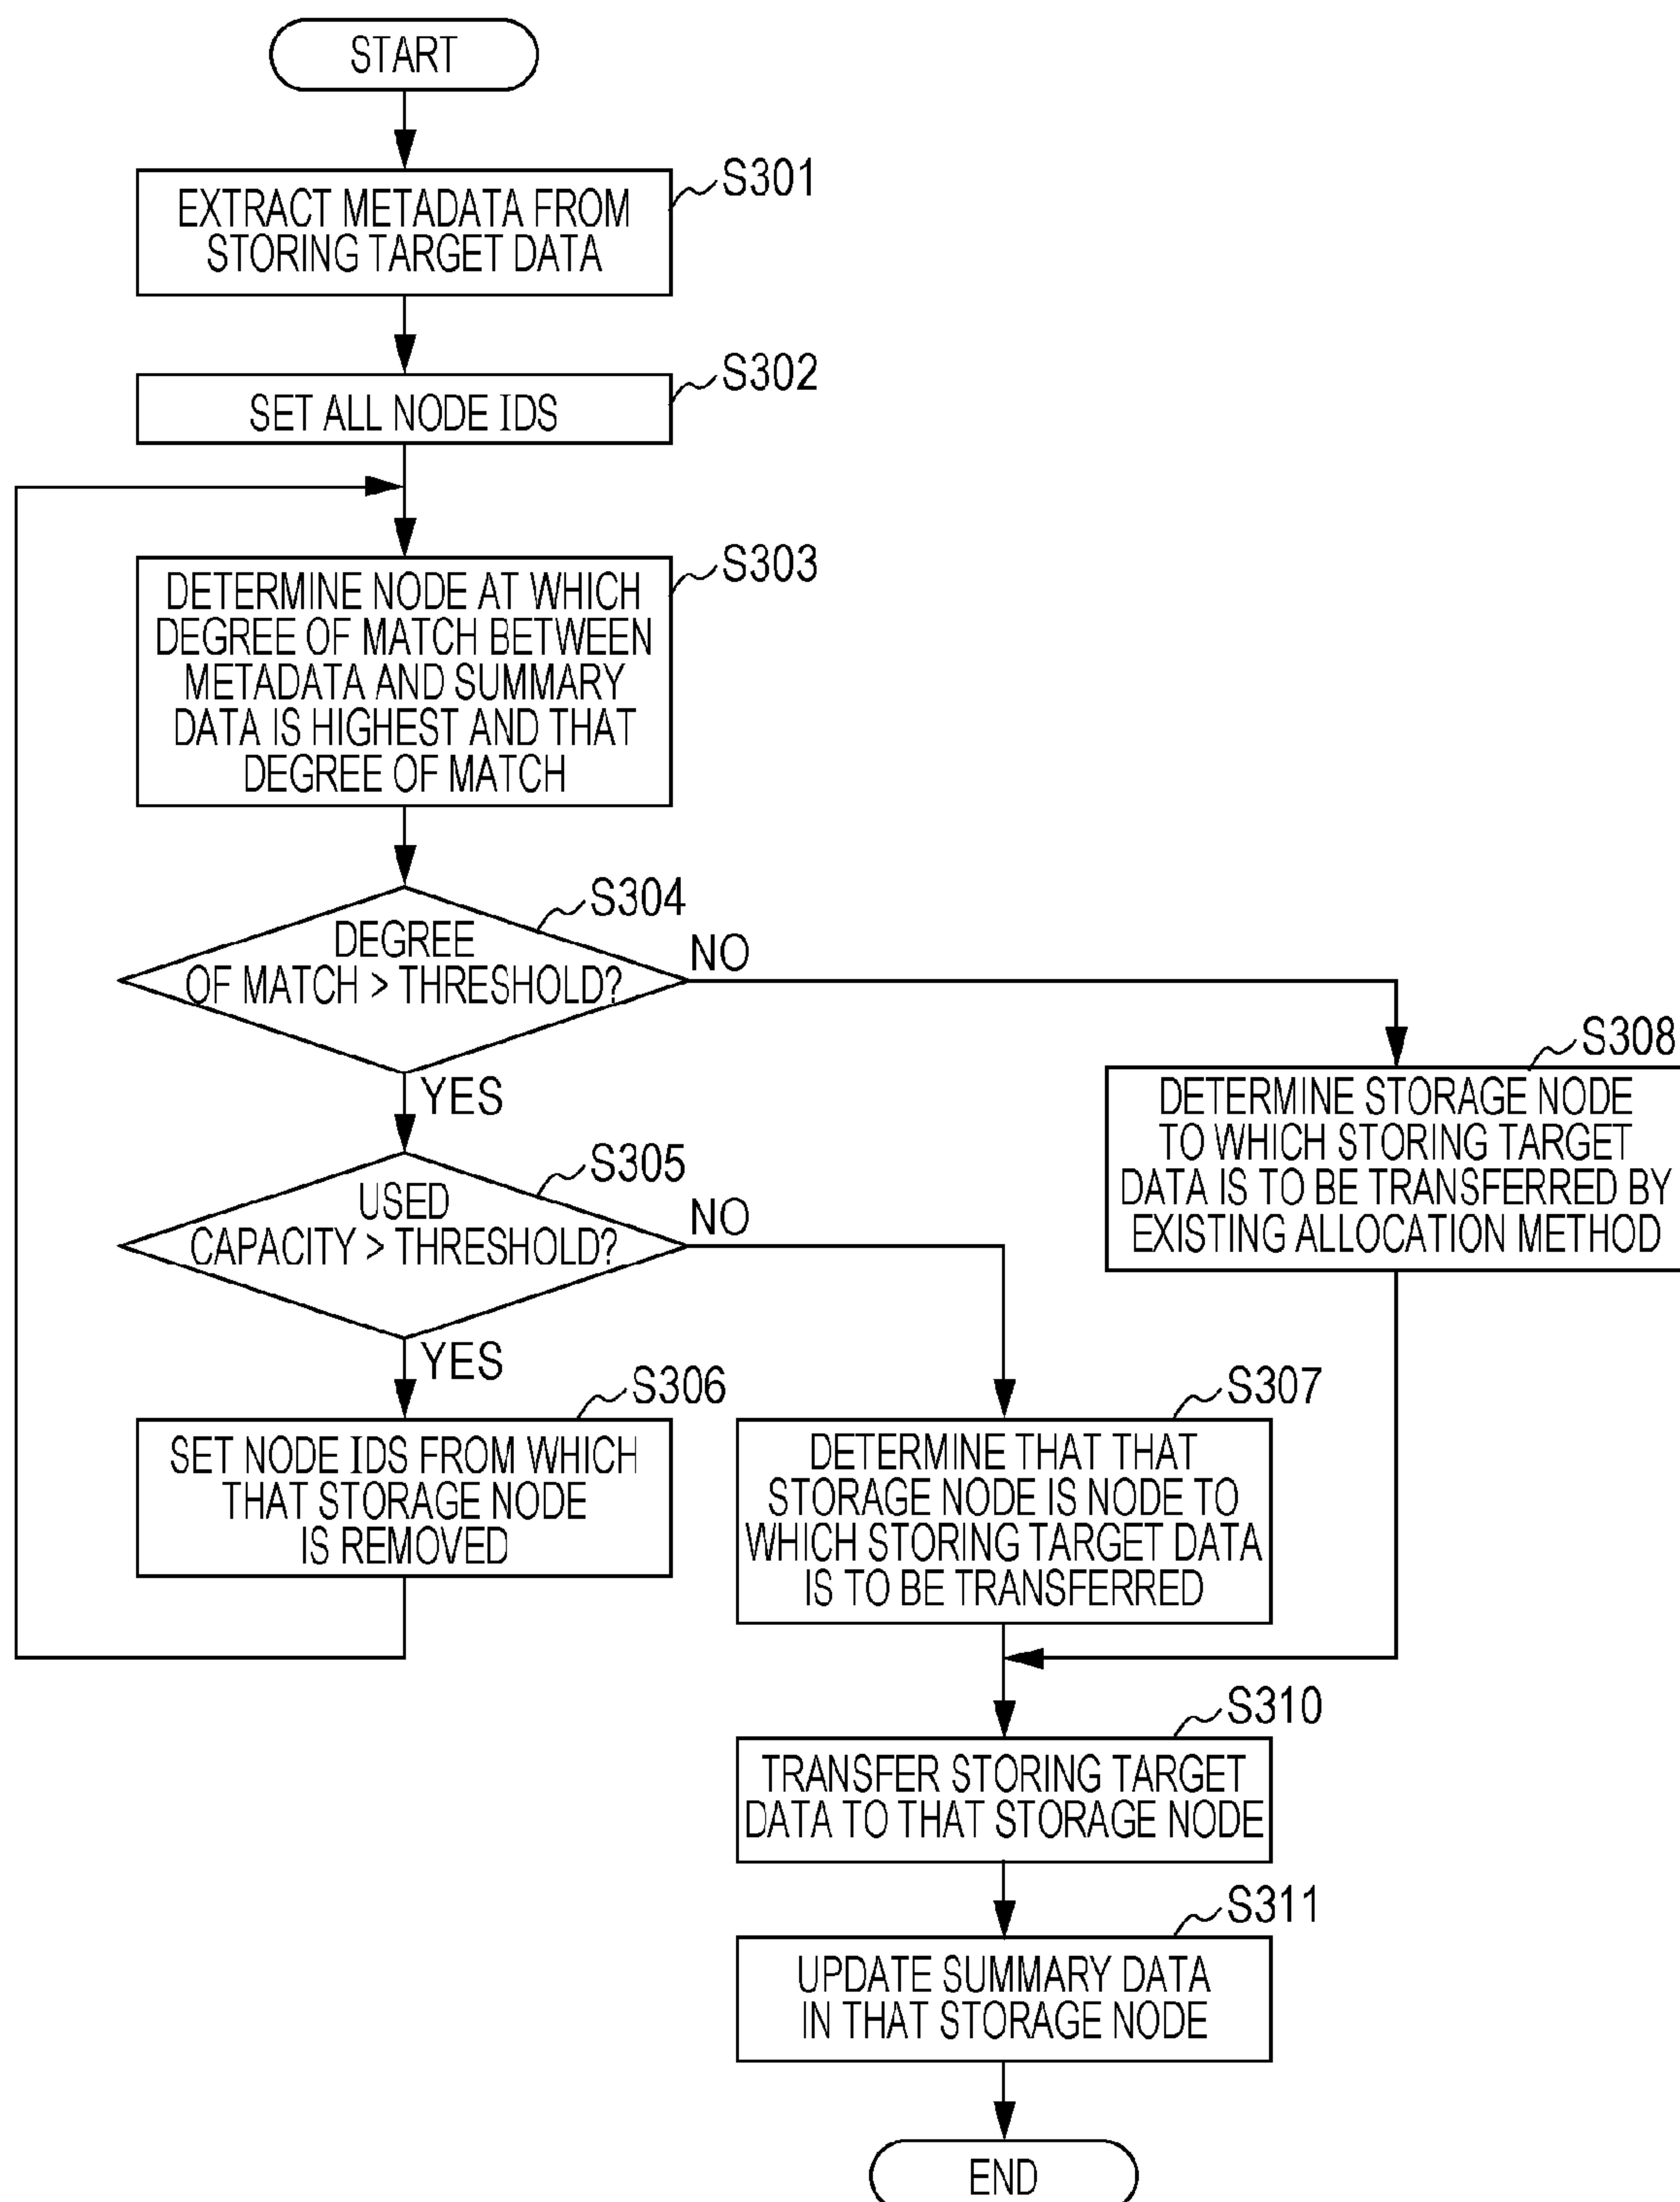 START
S301
EXTRACT METADATA FROM
STORING TARGET DATA
S302
SET ALL NODE IDS
S303
DETERMINE NODE AT WHICH
DEGREE OF MATCH BETWEEN
METADATA AND SUMMARY
DATA IS HIGHEST AND THAT
DEGREE OF MATCH
S304
DEGREE
OF MATCH > THRESHOLD?
NO
YES
S308
DETERMINE STORAGE NODE
TO WHICH STORING TARGET
DATA IS TO BE TRANSFERRED BY
EXISTING ALLOCATION METHOD
S305
USED
CAPACITY > THRESHOLD?
NO
YES
S306
SET NODE IDS FROM WHICH
THAT STORAGE NODE
IS REMOVED
S307
DETERMINE THAT THAT
STORAGE NODE IS NODE TO
WHICH STORING TARGET DATA
IS TO BE TRANSFERRED
S310
TRANSFER STORING TARGET
DATA TO THAT STORAGE NODE
S311
UPDATE SUMMARY DATA
IN THAT STORAGE NODE
END